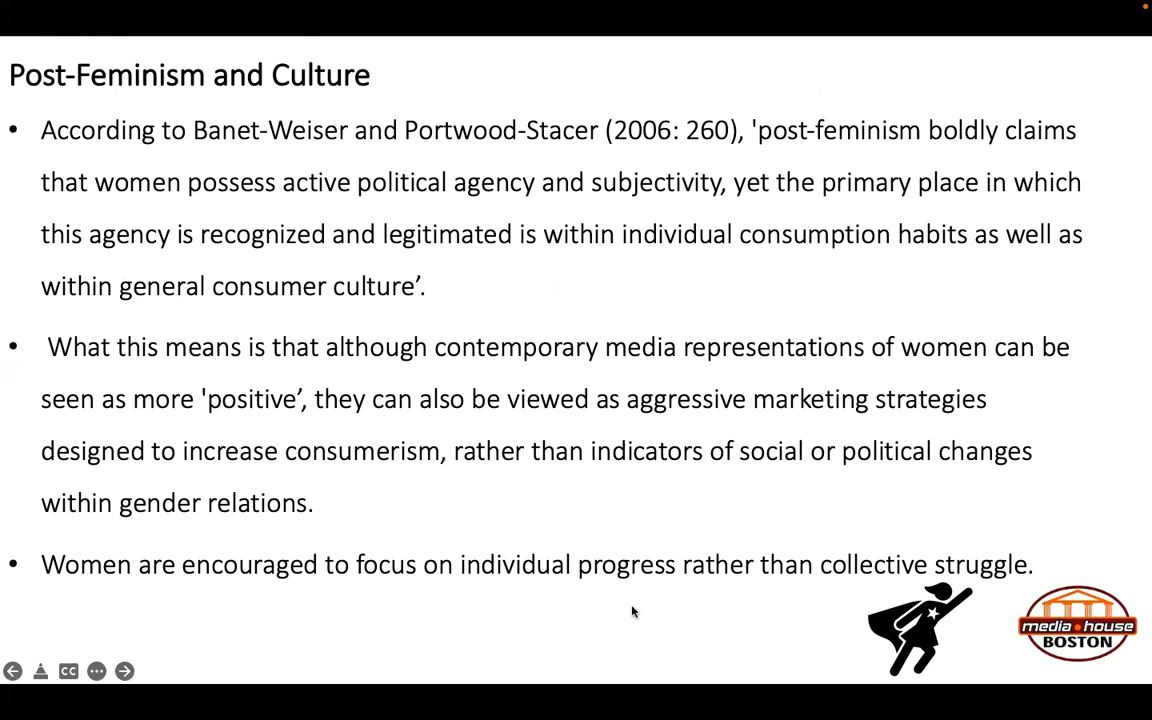 Post-Feminism and Culture
• According to Banet-Weiser and Portwood-Stacer (2006: 260), 'post-feminism boldly claims
that women possess active political agency and subjectivity, yet the primary place in which
this agency is recognized and legitimated is within individual consumption habits as well as
within general consumer culture’.
• What this means is that although contemporary media representations of women can be
seen as more 'positive’, they can also be viewed as aggressive marketing strategies
designed to increase consumerism, rather than indicators of social or political changes
within gender relations.
• Women are encouraged to focus on individual progress rather than collective struggle.
media • house
BOSTON
CC